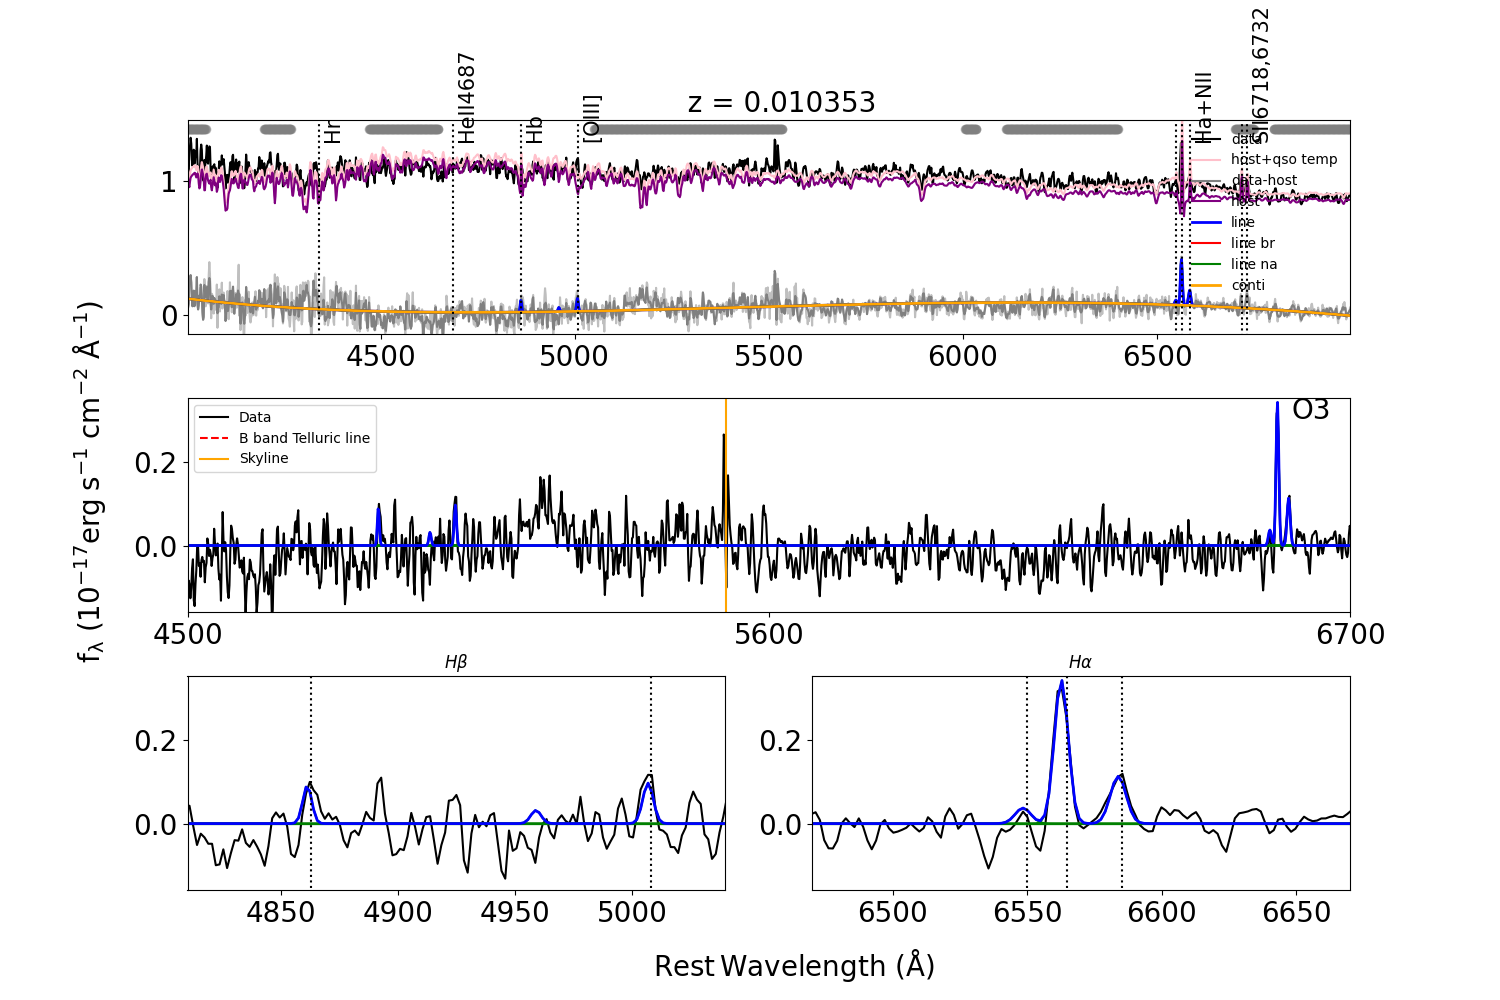 z = 0.010353
Hr
HeII4687
Hb
[OIII]
Ha+NII
SII6718,6732
data
host+qso temp
data-host
host
line
line br
line na
conti
1
0
4500 5000 5500 6000 6500
fλ (10−17erg s−1 cm−2 Å−1)
Data
B band Telluric line
Skyline
O3
0.2
0.0
4500 5600 6700
Hβ
0.2
0.0
4850 4900 4950 5000
Hα
0.2
0.0
6500 6550 6600 6650
Rest Wavelength (Å)